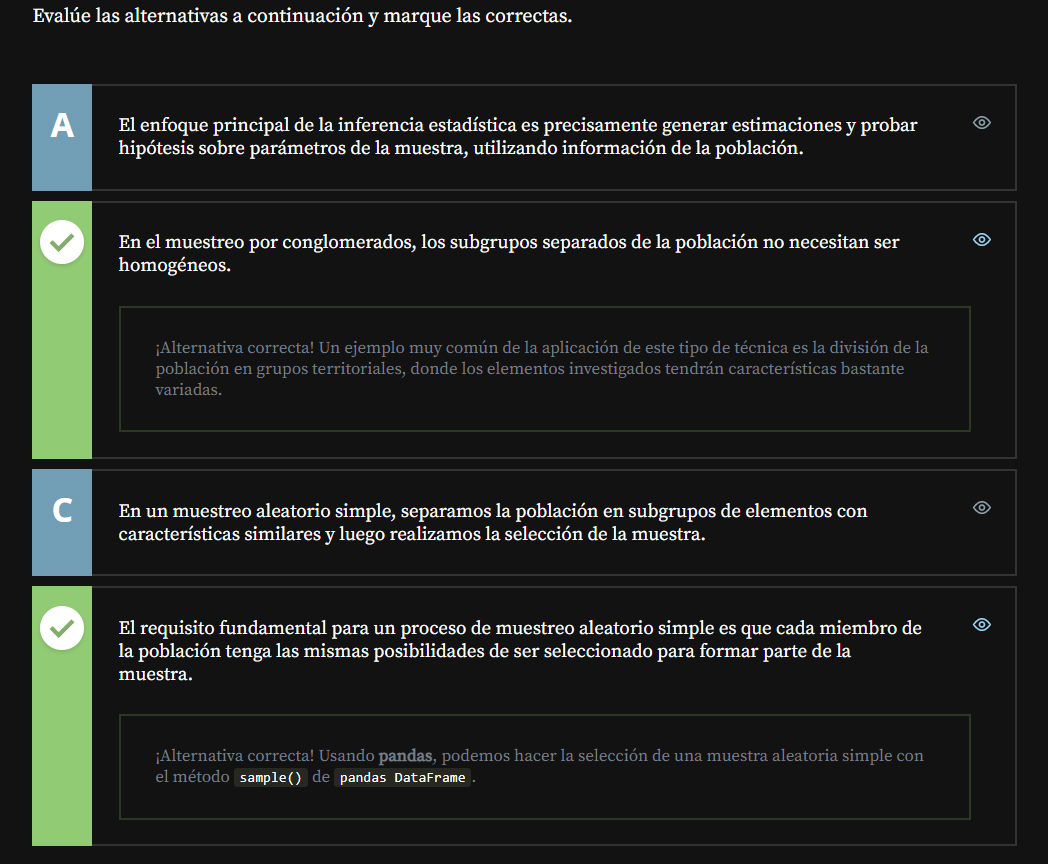 Evalúe las alternativas a continuación y marque las correctas.
A
El enfoque principal de la inferencia estadística es precisamente generar estimaciones y probar
hipótesis sobre parámetros de la muestra, utilizando información de la población.
En el muestreo por conglomerados, los subgrupos separados de la población no necesitan ser
homogéneos.
¡Alternativa correcta! Un ejemplo muy común de la aplicación de este tipo de técnica es la división de la
población en grupos territoriales, donde los elementos investigados tendrán características bastante
variadas.
C
En un muestreo aleatorio simple, separamos la población en subgrupos de elementos con
características similares y luego realizamos la selección de la muestra.
El requisito fundamental para un proceso de muestreo aleatorio simple es que cada miembro de
la población tenga las mismas posibilidades de ser seleccionado para formar parte de la
muestra.
¡Alternativa correcta! Usando pandas, podemos hacer la selección de una muestra aleatoria simple con
el método sample() de pandas DataFrame.